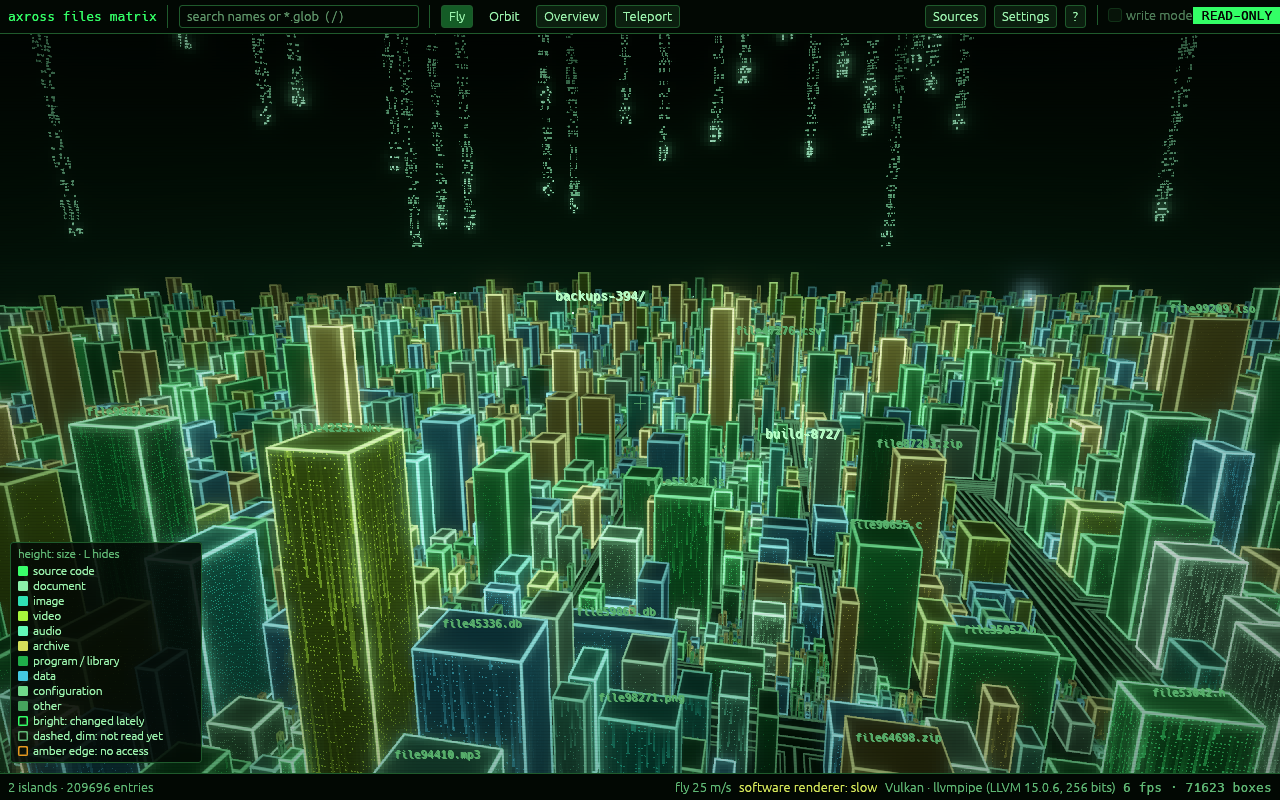 axross files matrix search names or *.glob (/) Fly Orbit Overview Teleport Sources Settings ? write mode READ-ONLY
backups-394/
build-872/
file90655.c
file45336.db
file98271.png
file64698.zip
file94410.mp3
height: size · L hides
source code
document
image
video
audio
archive
program / library
data
configuration
other
bright: changed lately
dashed, dim: not read yet
amber edge: no access
2 islands · 209696 entries fly 25 m/s software renderer: slow Vulkan · llvmpipe (LLVM 15.0.6, 256 bits) 6 fps · 71623 boxes